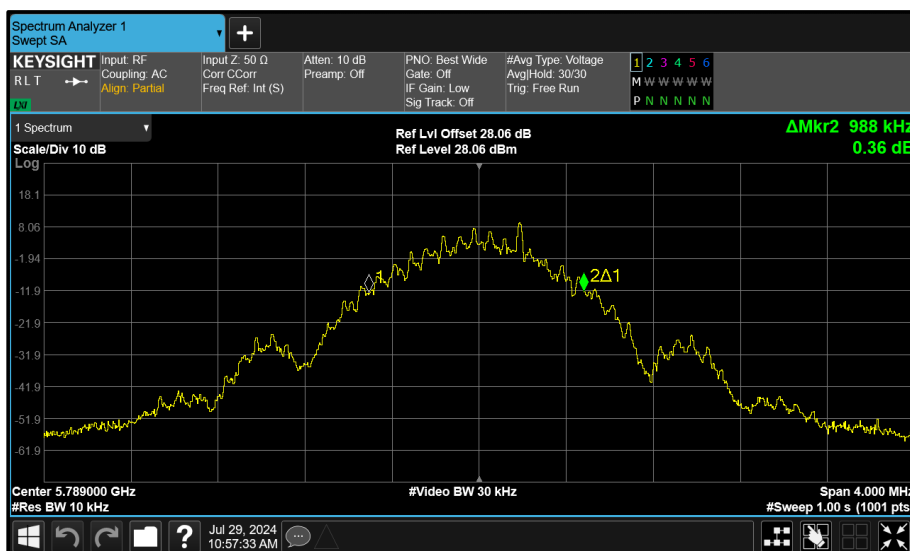 Spectrum Analyzer 1
Swept SA
+
KEYSIGHT
R L T
LXI
Input: RF
Coupling: AC
Align: Partial
Input Z: 50 Ω
Corr CCorr
Freq Ref: Int (S)
Atten: 10 dB
Preamp: Off
PNO: Best Wide
Gate: Off
IF Gain: Low
Sig Track: Off
#Avg Type: Voltage
Avg|Hold: 30/30
Trig: Free Run
1 2 3 4 5 6
M W W W W W
P N N N N N
1 Spectrum
Scale/Div 10 dB
Ref Lvl Offset 28.06 dB
Ref Level 28.06 dBm
ΔMkr2 988 kHz
0.36 dB
Log
18.1
8.06
-1.94
-11.9
-21.9
-31.9
-41.9
-51.9
-61.9
1
2Δ1
Center 5.789000 GHz
#Video BW 30 kHz
Span 4.000 MHz
#Res BW 10 kHz
#Sweep 1.00 s (1001 pts
?
Jul 29, 2024
10:57:33 AM